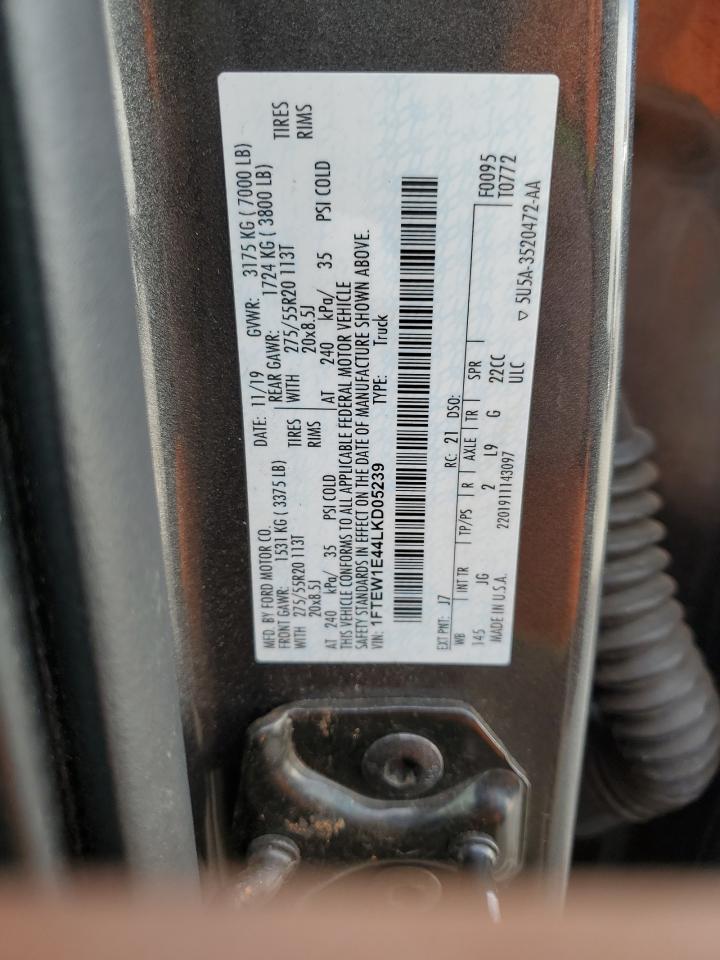 MFD. BY FORD MOTOR CO.
DATE: 11/19 GVWR: 3175 KG ( 7000 LB)
FRONT GAWR: 1531 KG ( 3375 LB) REAR GAWR: 1724 KG ( 3800 LB)
WITH 275/55R20 113T TIRES WITH 275/55R20 113T TIRES
20x8.5J RIMS 20x8.5J RIMS
AT 240 kPa/ 35 PSI COLD AT 240 kPa/ 35 PSI COLD
THIS VEHICLE CONFORMS TO ALL APPLICABLE FEDERAL MOTOR VEHICLE
SAFETY STANDARDS IN EFFECT ON THE DATE OF MANUFACTURE SHOWN ABOVE.
VIN: 1FTEW1E44LKD05239 TYPE: Truck
EXT PNT: J7 RC: 21 DSO:
WB INT TR TP/PS R AXLE TR SPR F0095
145 JG 2 L9 G 22CC T0772
MADE IN U.S.A. 2201911143097 ULC ▽ 5U5A-3520472-AA